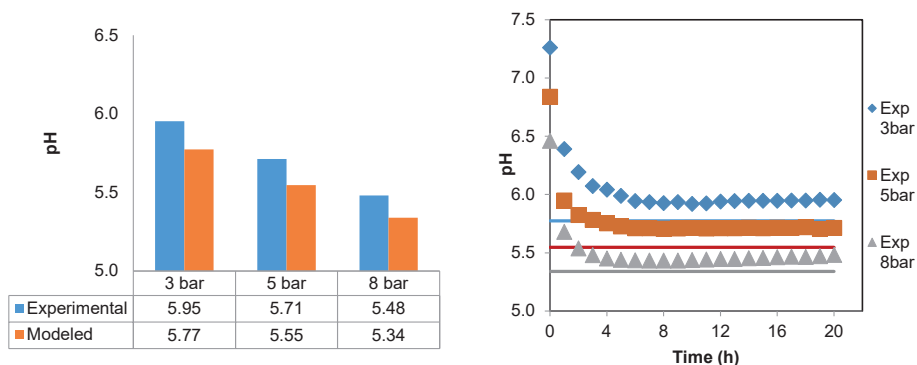 6.5
6.0
5.5
5.0
pH
3 bar 5 bar 8 bar
Experimental 5.95 5.71 5.48
Modeled 5.77 5.55 5.34
7.5
7.0
6.5
6.0
5.5
5.0
pH
0 4 8 12 16 20
Time (h)
Exp
3bar
Exp
5bar
Exp
8bar